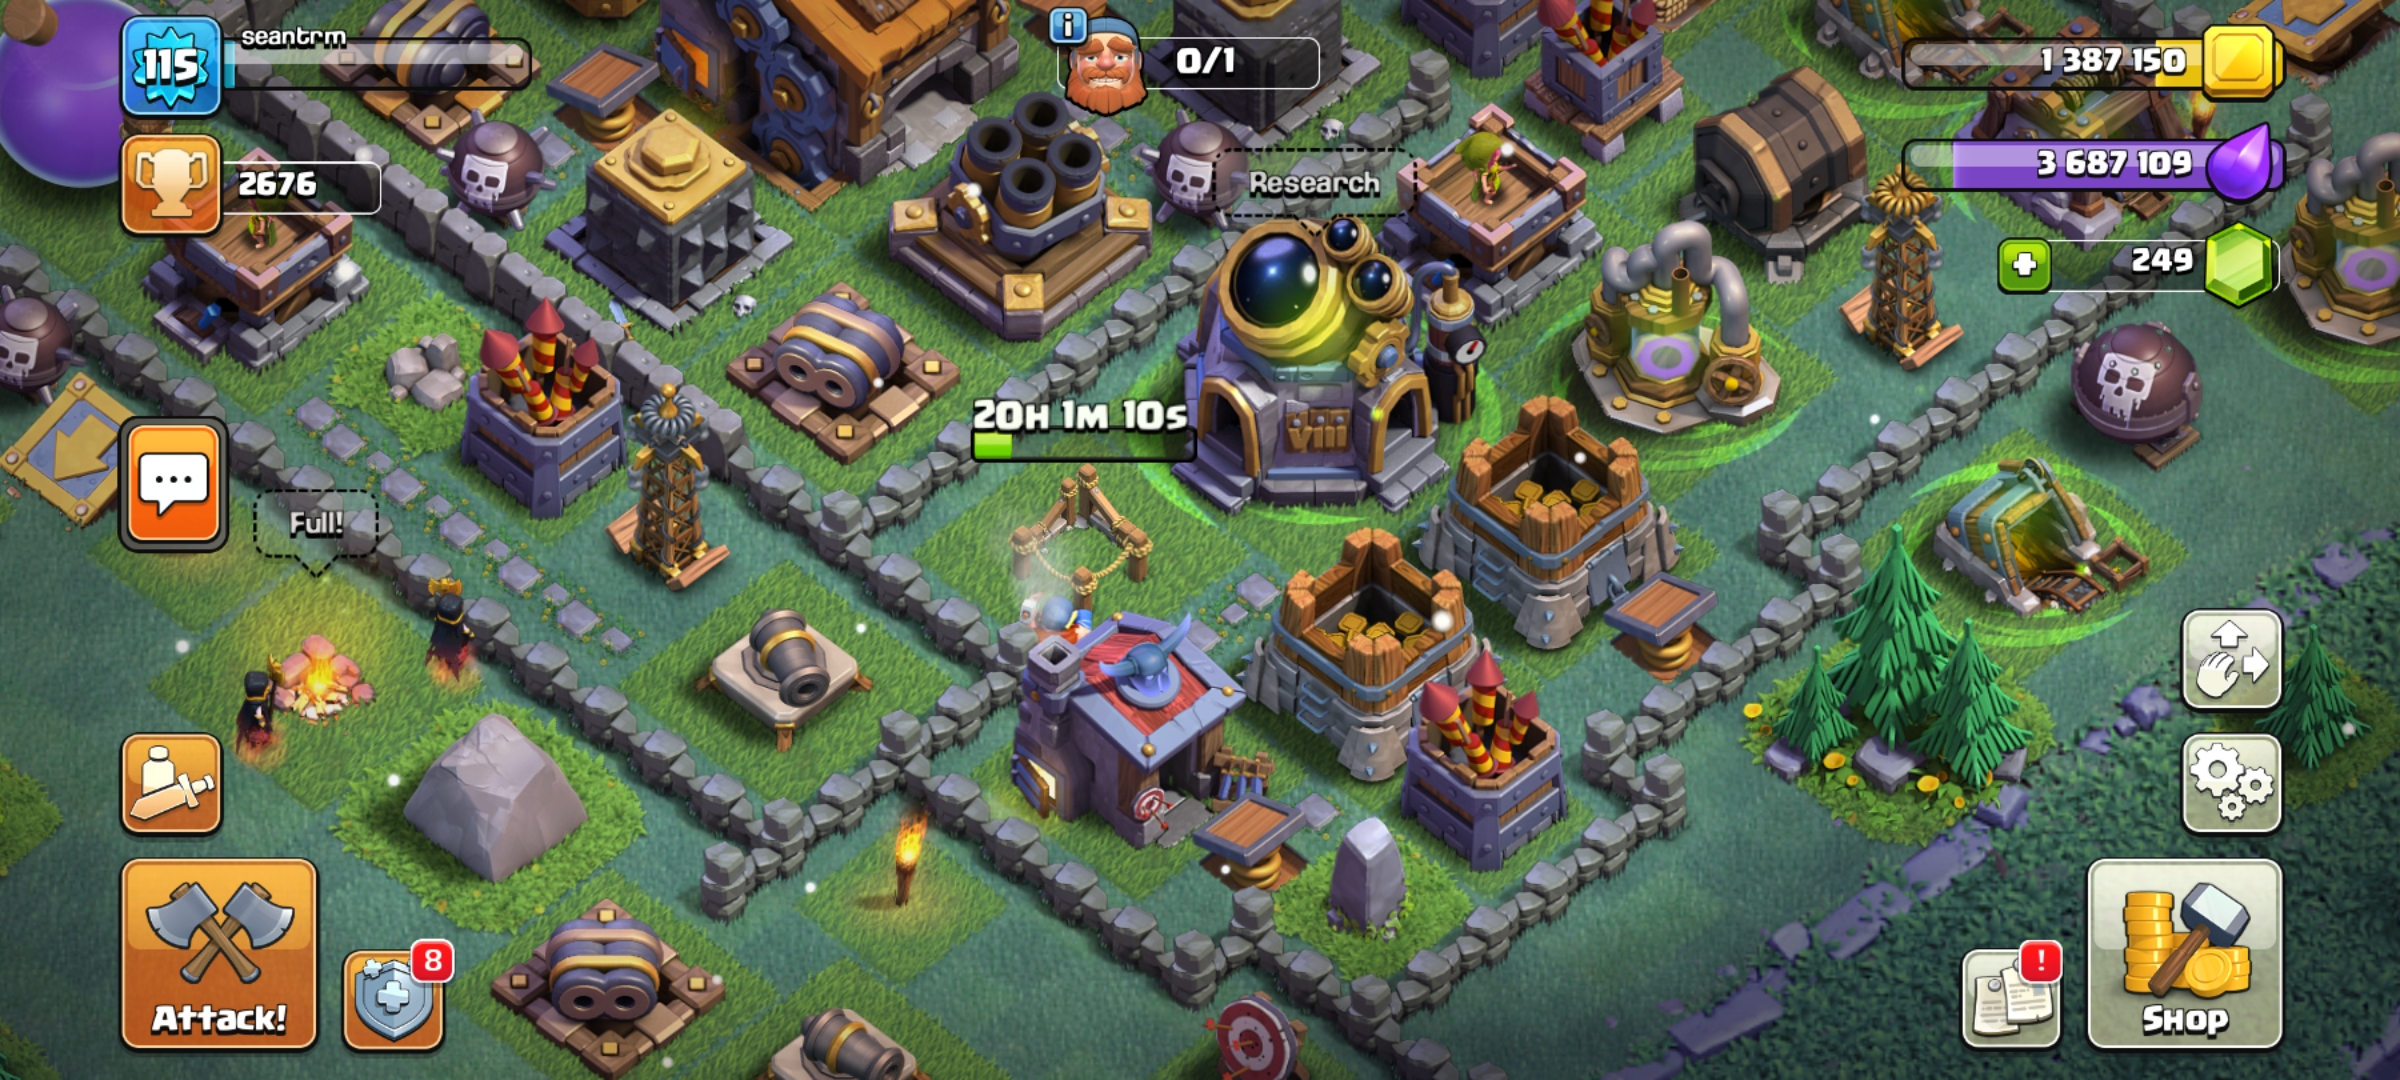 115
seantrm
0/1
1 387 150
2676
Research
3 687 109
249
20H 1M 10s
VIII
Full!
Attack!
8
!
Shop